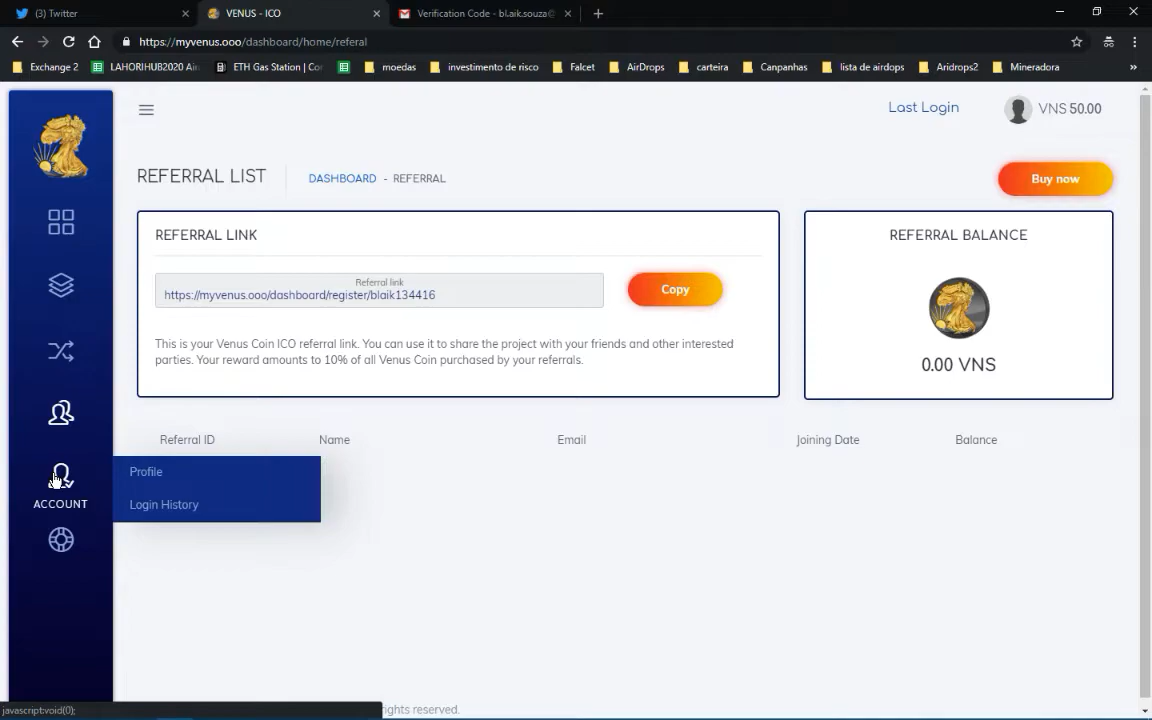 (3) Twitter
VENUS - ICO
Verification Code - bl.aik.souza@
https://myvenus.ooo/dashboard/home/referal
Exchange 2
LAHORIHUB2020 Ai
ETH Gas Station | Co
moedas
investimento de risco
Falcet
AirDrops
carteira
Canpanhas
lista de airdops
Aridrops2
Mineradora
Last Login
VNS 50.00
REFERRAL LIST
DASHBOARD - REFERRAL
Buy now
REFERRAL LINK
REFERRAL BALANCE
Referral link
https://myvenus.ooo/dashboard/register/blaik134416
Copy
This is your Venus Coin ICO referral link. You can use it to share the project with your friends and other interested
parties. Your reward amounts to 10% of all Venus Coin purchased by your referrals.
0.00 VNS
Referral ID
Name
Email
Joining Date
Balance
Profile
ACCOUNT
Login History
javascript:void(0);
ights reserved.